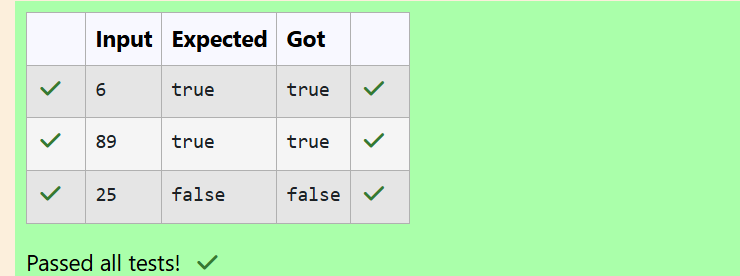 Input Expected Got
6 true true
89 true true
25 false false
Passed all tests!